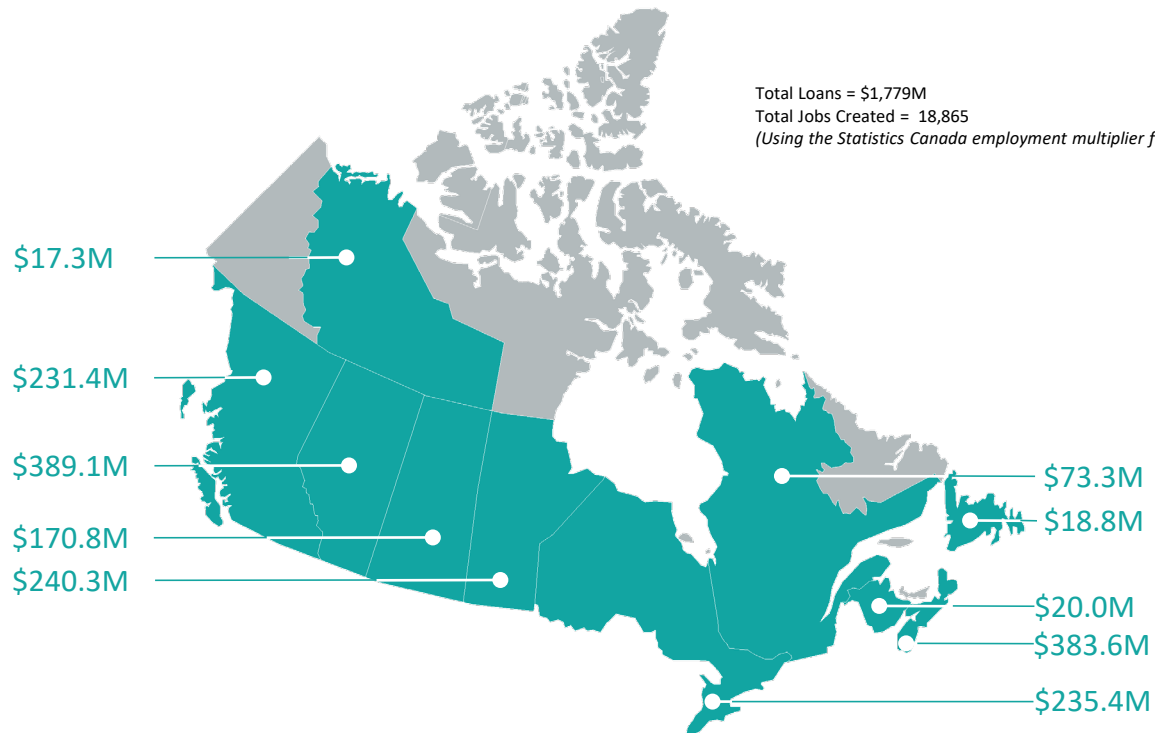 Total Loans = $1,779M
Total Jobs Created = 18,865
(Using the Statistics Canada employment multiplier f
$17.3M
$231.4M
$389.1M
$170.8M
$240.3M
$73.3M
$18.8M
$20.0M
$383.6M
$235.4M